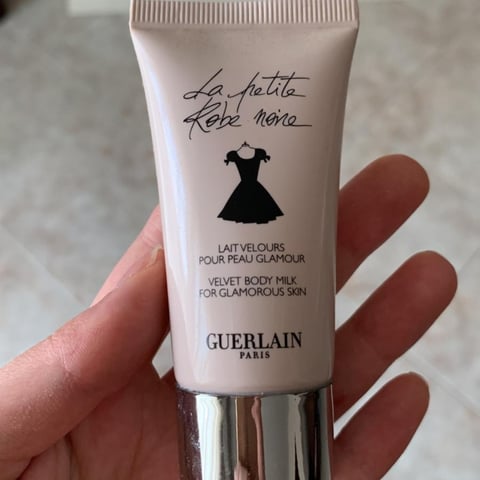 La petite
Robe noire
LAIT VELOURS
POUR PEAU GLAMOUR
VELVET BODY MILK
FOR GLAMOROUS SKIN
GUERLAIN
PARIS